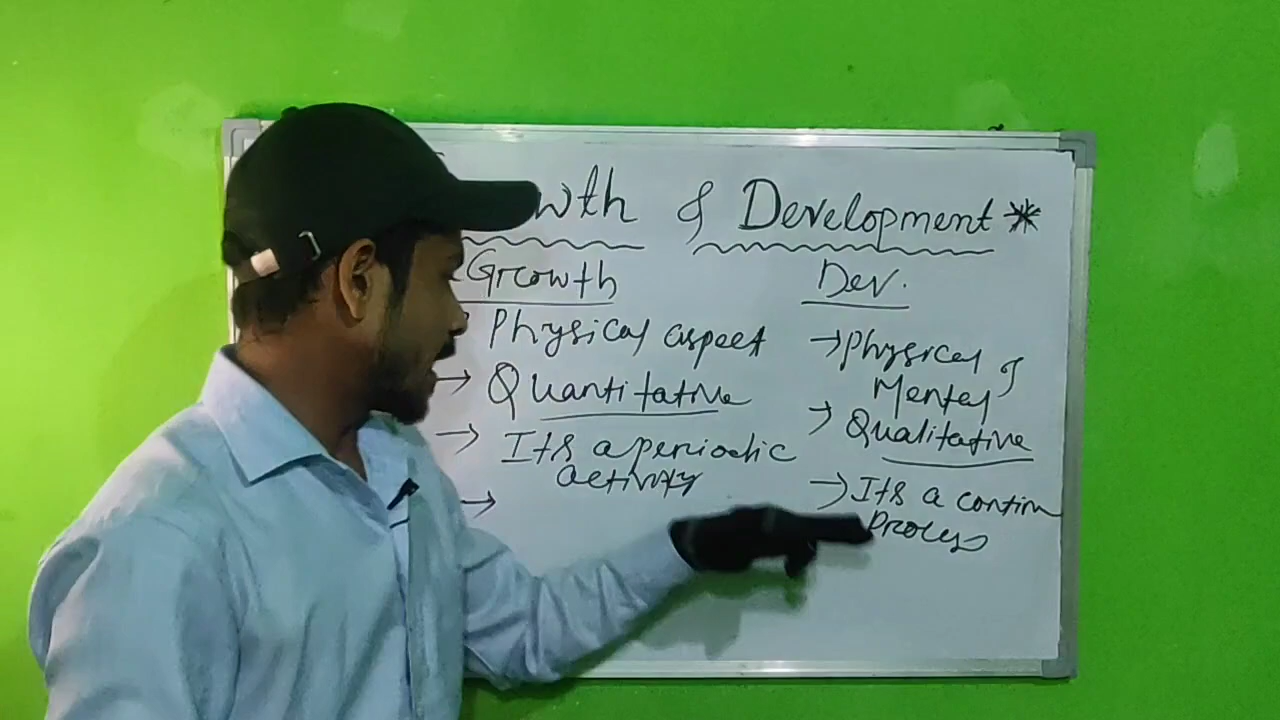 wth & Development *
Growth
Physical aspect
→ Quantitative
→ Its a periodic
activity
→
Dev.
→ Physical &
Mental
→ Qualitative
→ Its a contin
Process